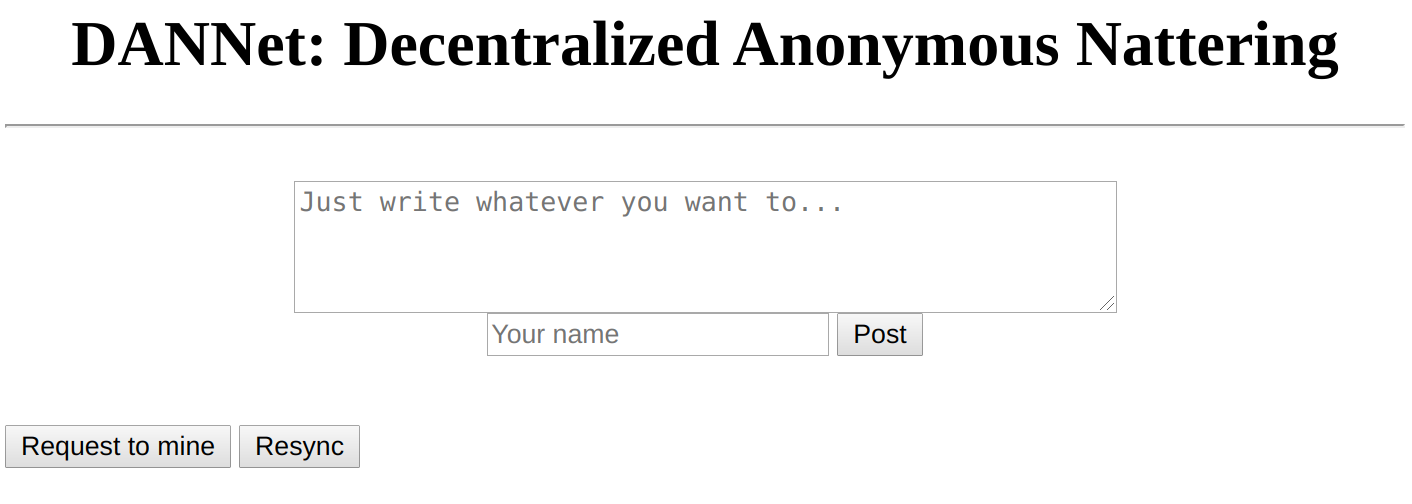 DANNet: Decentralized Anonymous Nattering
Just write whatever you want to...
Your name Post
Request to mine Resync